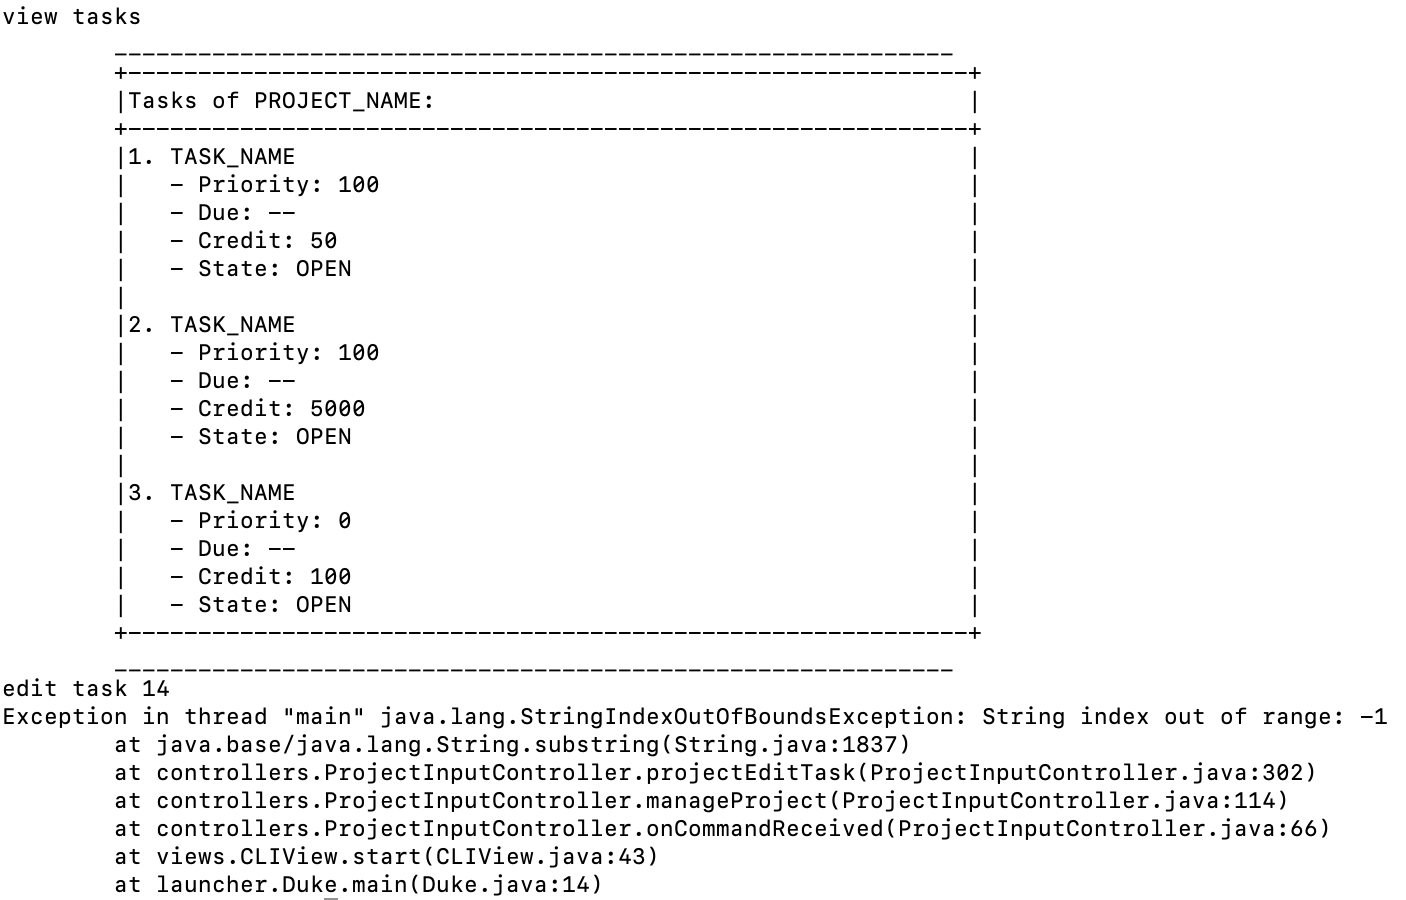 view tasks
____________________________________________________________
+------------------------------------------------------------+
|Tasks of PROJECT_NAME:                                      |
+------------------------------------------------------------+
|1. TASK_NAME                                                |
|   - Priority: 100                                          |
|   - Due: --                                                |
|   - Credit: 50                                             |
|   - State: OPEN                                            |
|                                                            |
|2. TASK_NAME                                                |
|   - Priority: 100                                          |
|   - Due: --                                                |
|   - Credit: 5000                                           |
|   - State: OPEN                                            |
|                                                            |
|3. TASK_NAME                                                |
|   - Priority: 0                                            |
|   - Due: --                                                |
|   - Credit: 100                                            |
|   - State: OPEN                                            |
+------------------------------------------------------------+
____________________________________________________________
edit task 14
Exception in thread "main" java.lang.StringIndexOutOfBoundsException: String index out of range: -1
        at java.base/java.lang.String.substring(String.java:1837)
        at controllers.ProjectInputController.projectEditTask(ProjectInputController.java:302)
        at controllers.ProjectInputController.manageProject(ProjectInputController.java:114)
        at controllers.ProjectInputController.onCommandReceived(ProjectInputController.java:66)
        at views.CLIView.start(CLIView.java:43)
        at launcher.Duke.main(Duke.java:14)